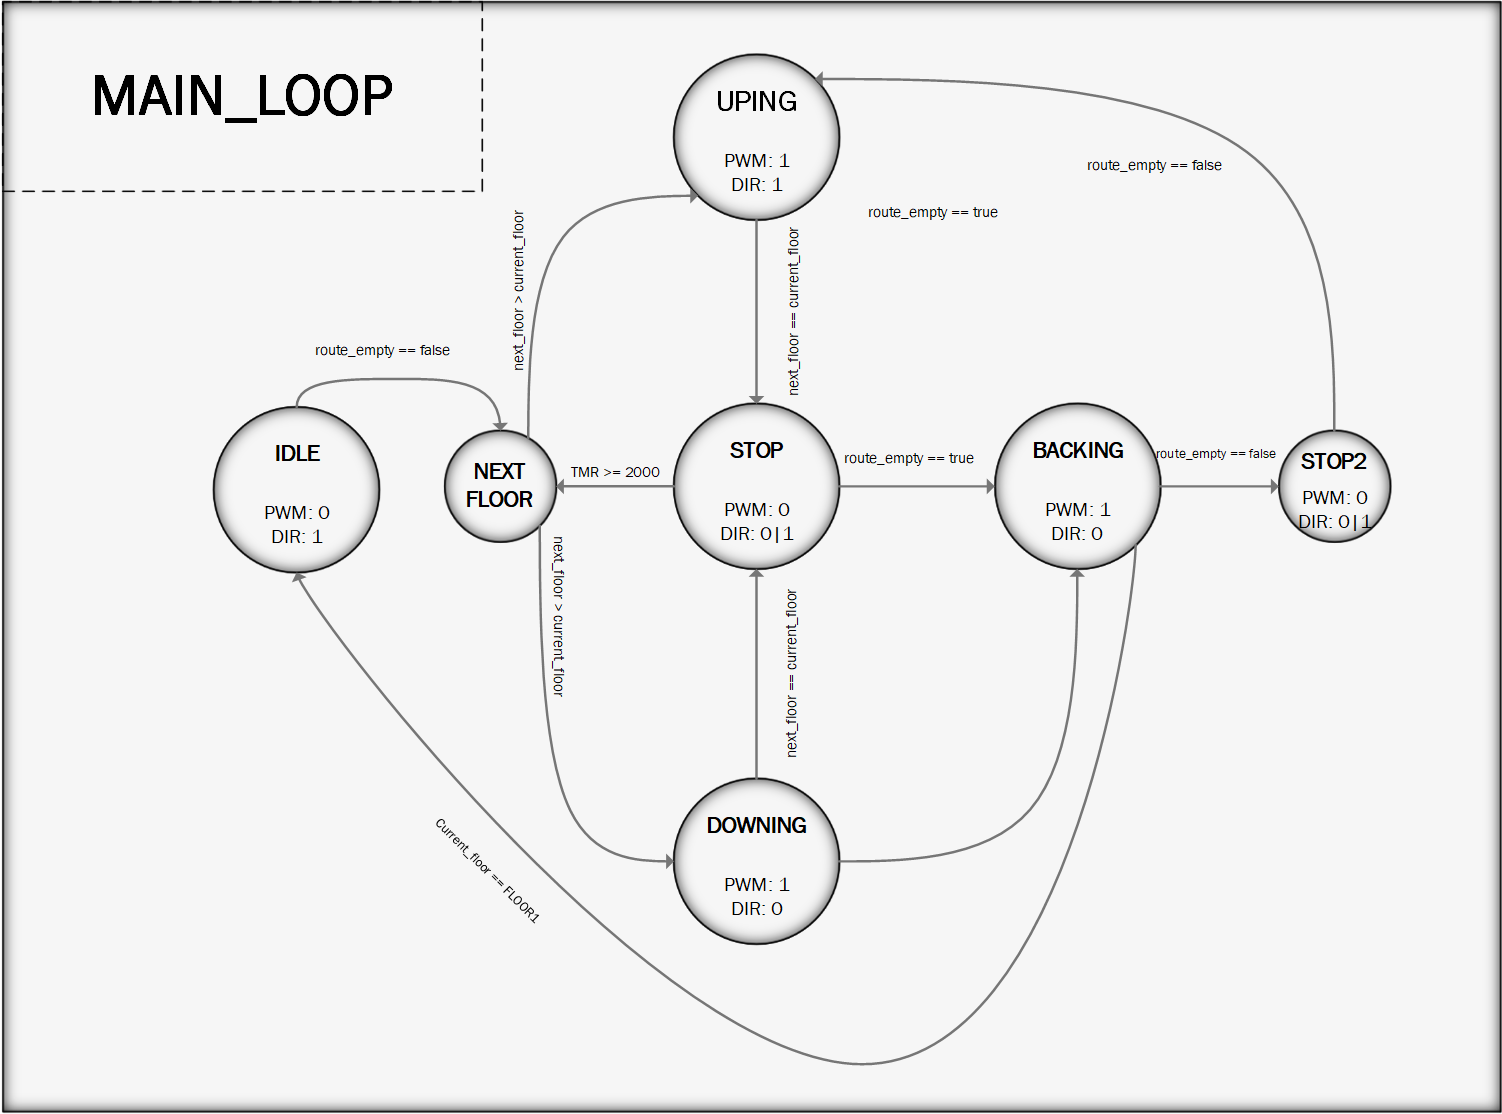 MAIN_LOOP
UPING
PWM: 1
DIR: 1
route_empty == false
route_empty == true
next_floor > current_floor
next_floor == current_floor
route_empty == false
IDLE
PWM: 0
DIR: 1
NEXT
FLOOR
TMR >= 2000
STOP
PWM: 0
DIR: 0|1
route_empty == true
BACKING
PWM: 1
DIR: 0
route_empty == false
STOP2
PWM: 0
DIR: 0|1
next_floor > current_floor
next_floor == current_floor
DOWNING
PWM: 1
DIR: 0
Current_floor == FLOOR1